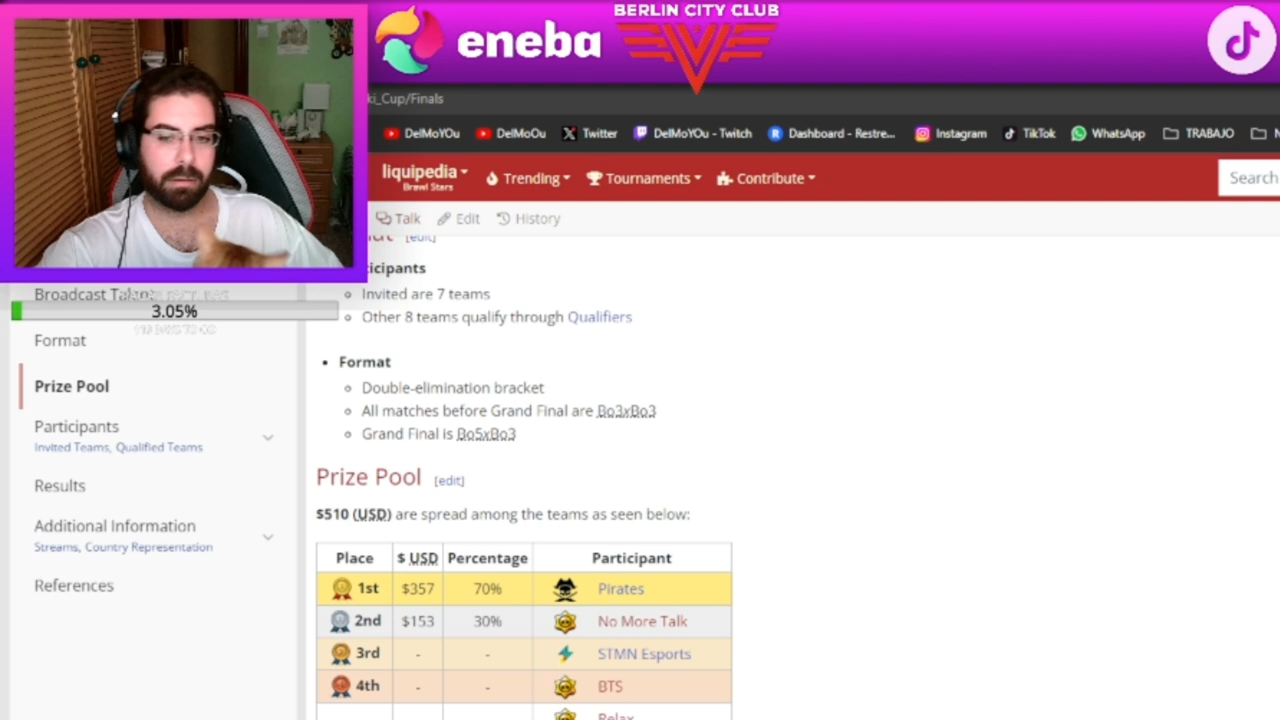 BERLIN CITY CLUB
eneba
ki_Cup/Finals
DelMoYOu
DelMoOu
Twitter
DelMoYOu - Twitch
Dashboard - Restre...
Instagram
TikTok
WhatsApp
TRABAJO
liquipedia
Brawl Stars
Trending
Tournaments
Contribute
Search
Talk
Edit
History
[edit]
ticipants
Invited are 7 teams
Other 8 teams qualify through Qualifiers
Format
Double-elimination bracket
All matches before Grand Final are Bo3xBo3
Grand Final is Bo5xBo3
Broadcast
3.05%
Format
Prize Pool
Participants
Invited Teams, Qualified Teams
Results
Additional Information
Streams, Country Representation
References
Prize Pool [edit]
$510 (USD) are spread among the teams as seen below:
Place $ USD Percentage Participant
1st $357 70% Pirates
2nd $153 30% No More Talk
3rd - - STMN Esports
4th - - BTS
Relax